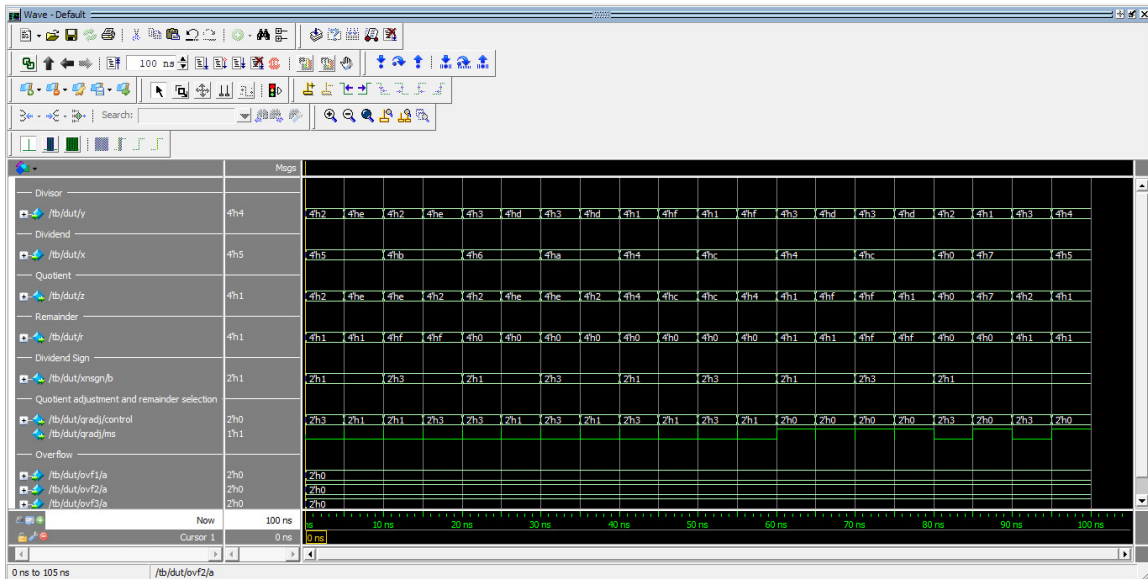 Wave - Default
100 ns
Search:
Msgs
Divisor
/tb/dut/y 4'h4 4'h2 4'he 4'h2 4'he 4'h3 4'hd 4'h3 4'hd 4'h1 4'hf 4'h1 4'hf 4'h3 4'hd 4'h3 4'hd 4'h2 4'h1 4'h3 4'h4
Dividend
/tb/dut/x 4'h5 4'h5 4'hb 4'h6 4'ha 4'h4 4'hc 4'h4 4'hc 4'h0 4'h7 4'h5
Quotient
/tb/dut/z 4'h1 4'h2 4'he 4'he 4'h2 4'h2 4'he 4'he 4'h2 4'h4 4'hc 4'hc 4'h4 4'h1 4'hf 4'hf 4'h1 4'h0 4'h7 4'h2 4'h1
Remainder
/tb/dut/r 4'h1 4'h1 4'h1 4'hf 4'hf 4'h0 4'h0 4'h0 4'h0 4'h0 4'h0 4'h0 4'h0 4'h1 4'h1 4'hf 4'hf 4'h0 4'h0 4'h1 4'h1
Dividend Sign
/tb/dut/xnsgn/b 2'h1 2'h1 2'h3 2'h1 2'h3 2'h1 2'h3 2'h1 2'h3 2'h1
Quotient adjustment and remainder selection
/tb/dut/qradj/control 2'h0 2'h3 2'h1 2'h1 2'h3 2'h3 2'h1 2'h1 2'h3 2'h3 2'h1 2'h1 2'h3 2'h0 2'h0 2'h0 2'h0 2'h3 2'h0 2'h3 2'h0
/tb/dut/qradj/ms 1'h1
Overflow
/tb/dut/ovf1/a 2'h0 2'h0
/tb/dut/ovf2/a 2'h0 2'h0
/tb/dut/ovf3/a 2'h0 2'h0
Now 100 ns ns 10 ns 20 ns 30 ns 40 ns 50 ns 60 ns 70 ns 80 ns 90 ns 100 ns
Cursor 1 0 ns 0 ns
0 ns to 105 ns /tb/dut/ovf2/a